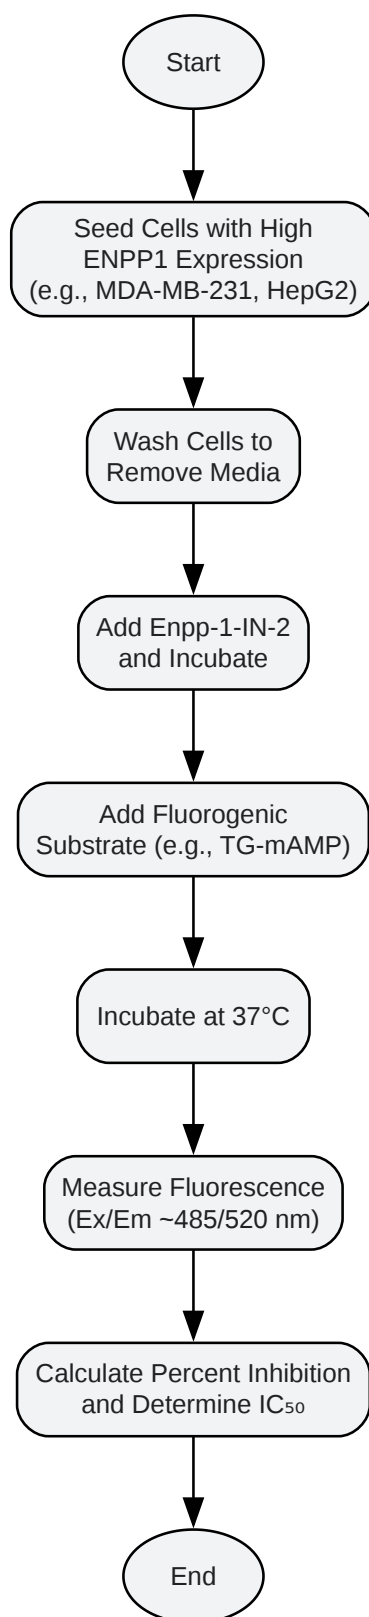 Start
Seed Cells with High
ENPP1 Expression
(e.g., MDA-MB-231, HepG2)
Wash Cells to
Remove Media
Add Enpp-1-IN-2
and Incubate
Add Fluorogenic
Substrate (e.g., TG-mAMP)
Incubate at 37°C
Measure Fluorescence
(Ex/Em ~485/520 nm)
Calculate Percent Inhibition
and Determine IC₅₀
End